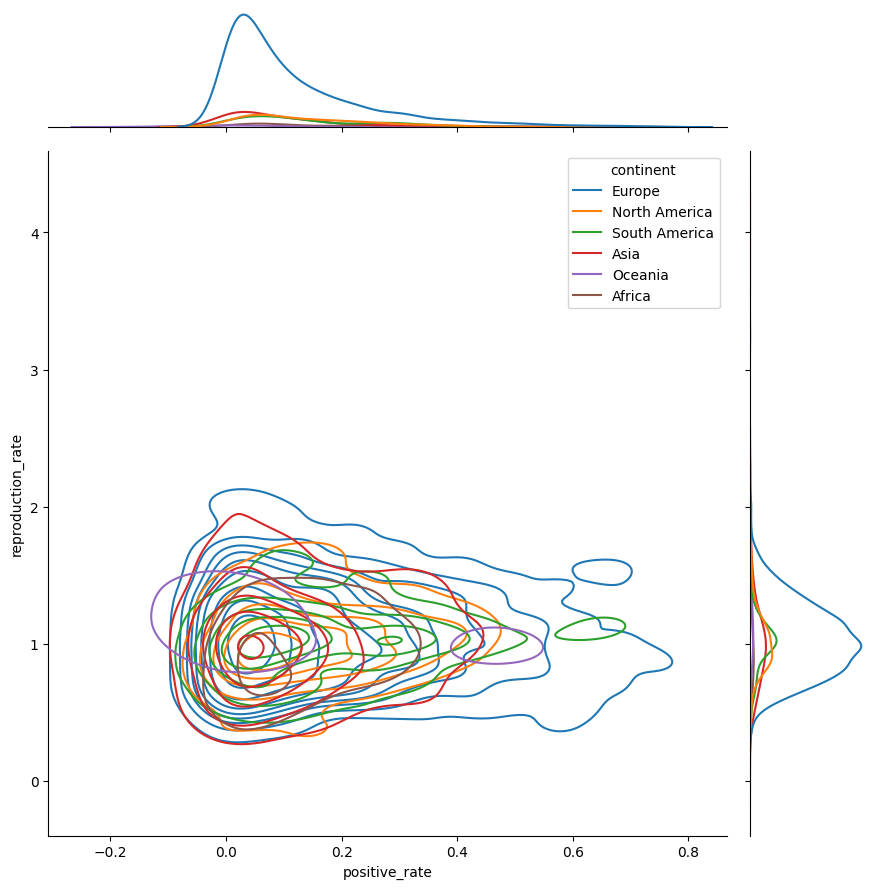 continent
Europe
North America
South America
Asia
Oceania
Africa
4
3
2
1
0
reproduction_rate
−0.2
0.0
0.2
0.4
0.6
0.8
positive_rate